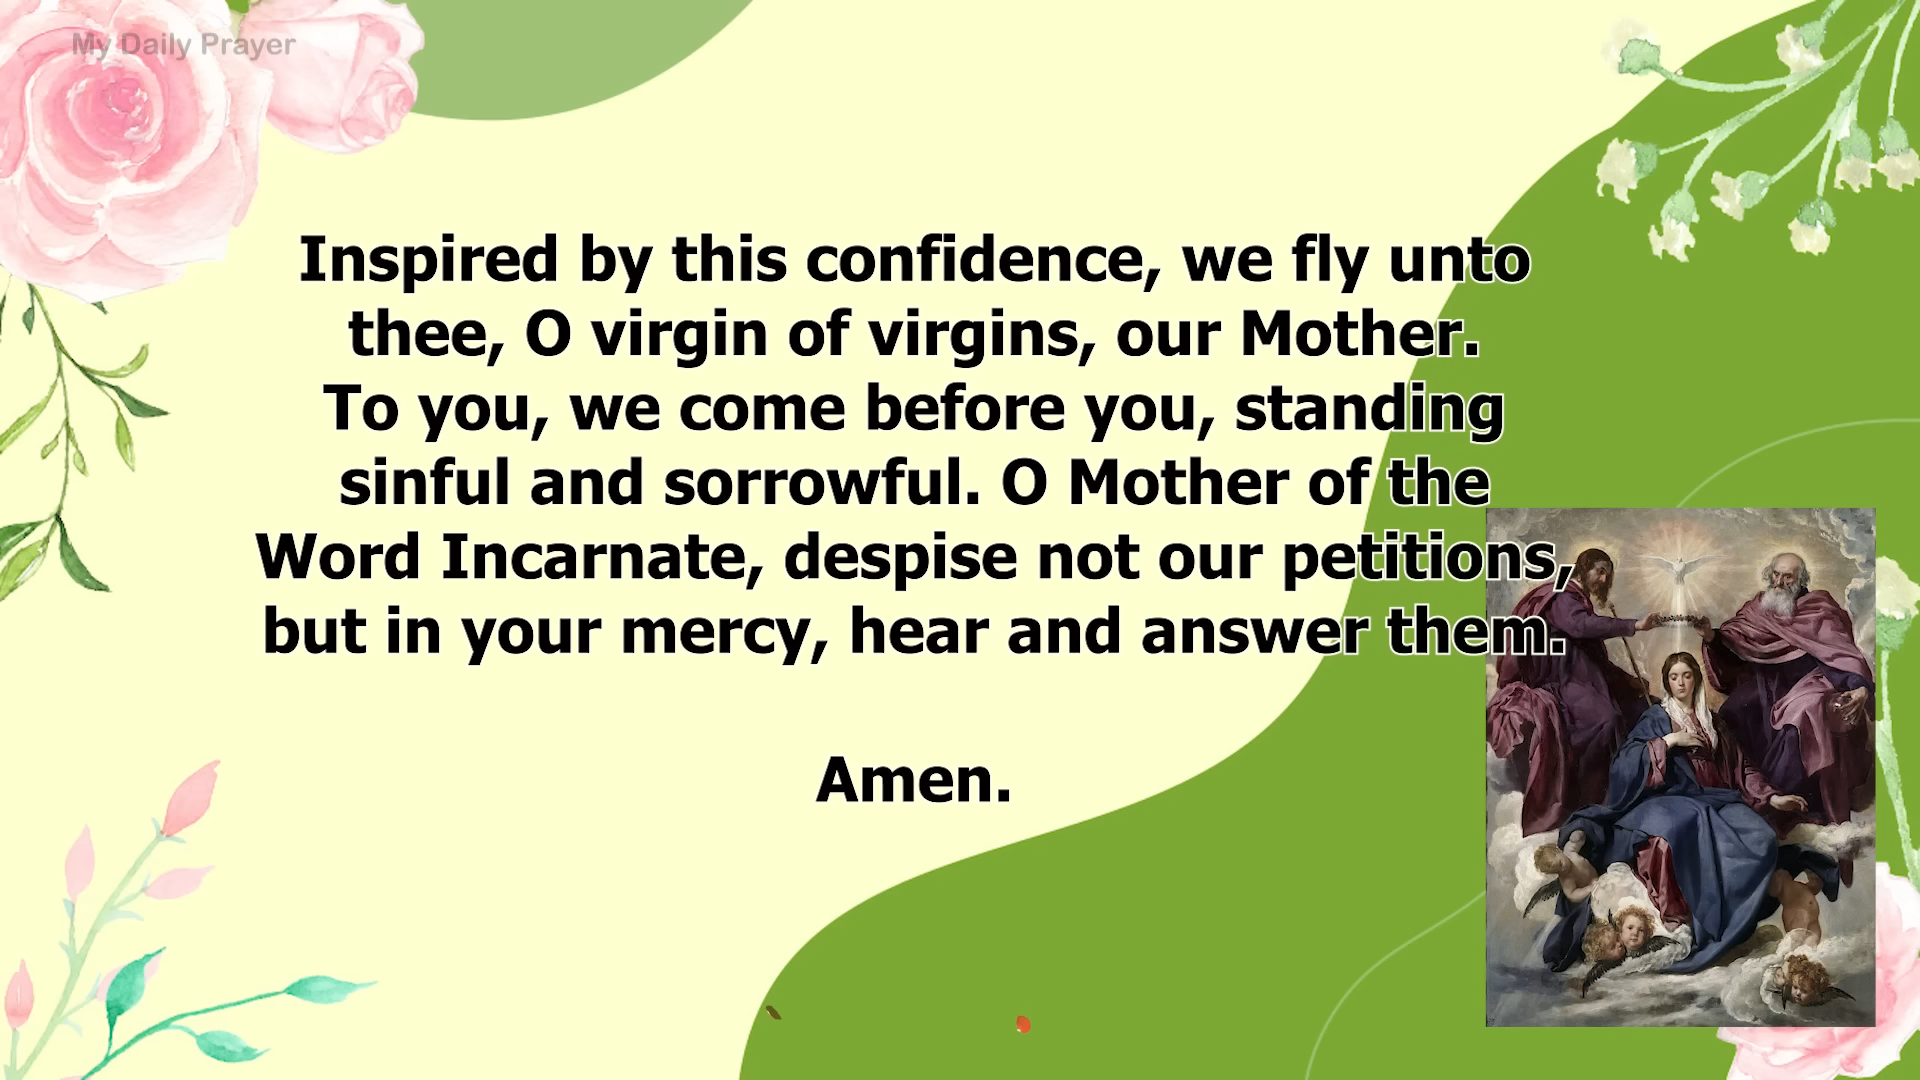 My Daily Prayer
Inspired by this confidence, we fly unto
thee, O virgin of virgins, our Mother.
To you, we come before you, standing
sinful and sorrowful. O Mother of the
Word Incarnate, despise not our petitions,
but in your mercy, hear and answer them.
Amen.